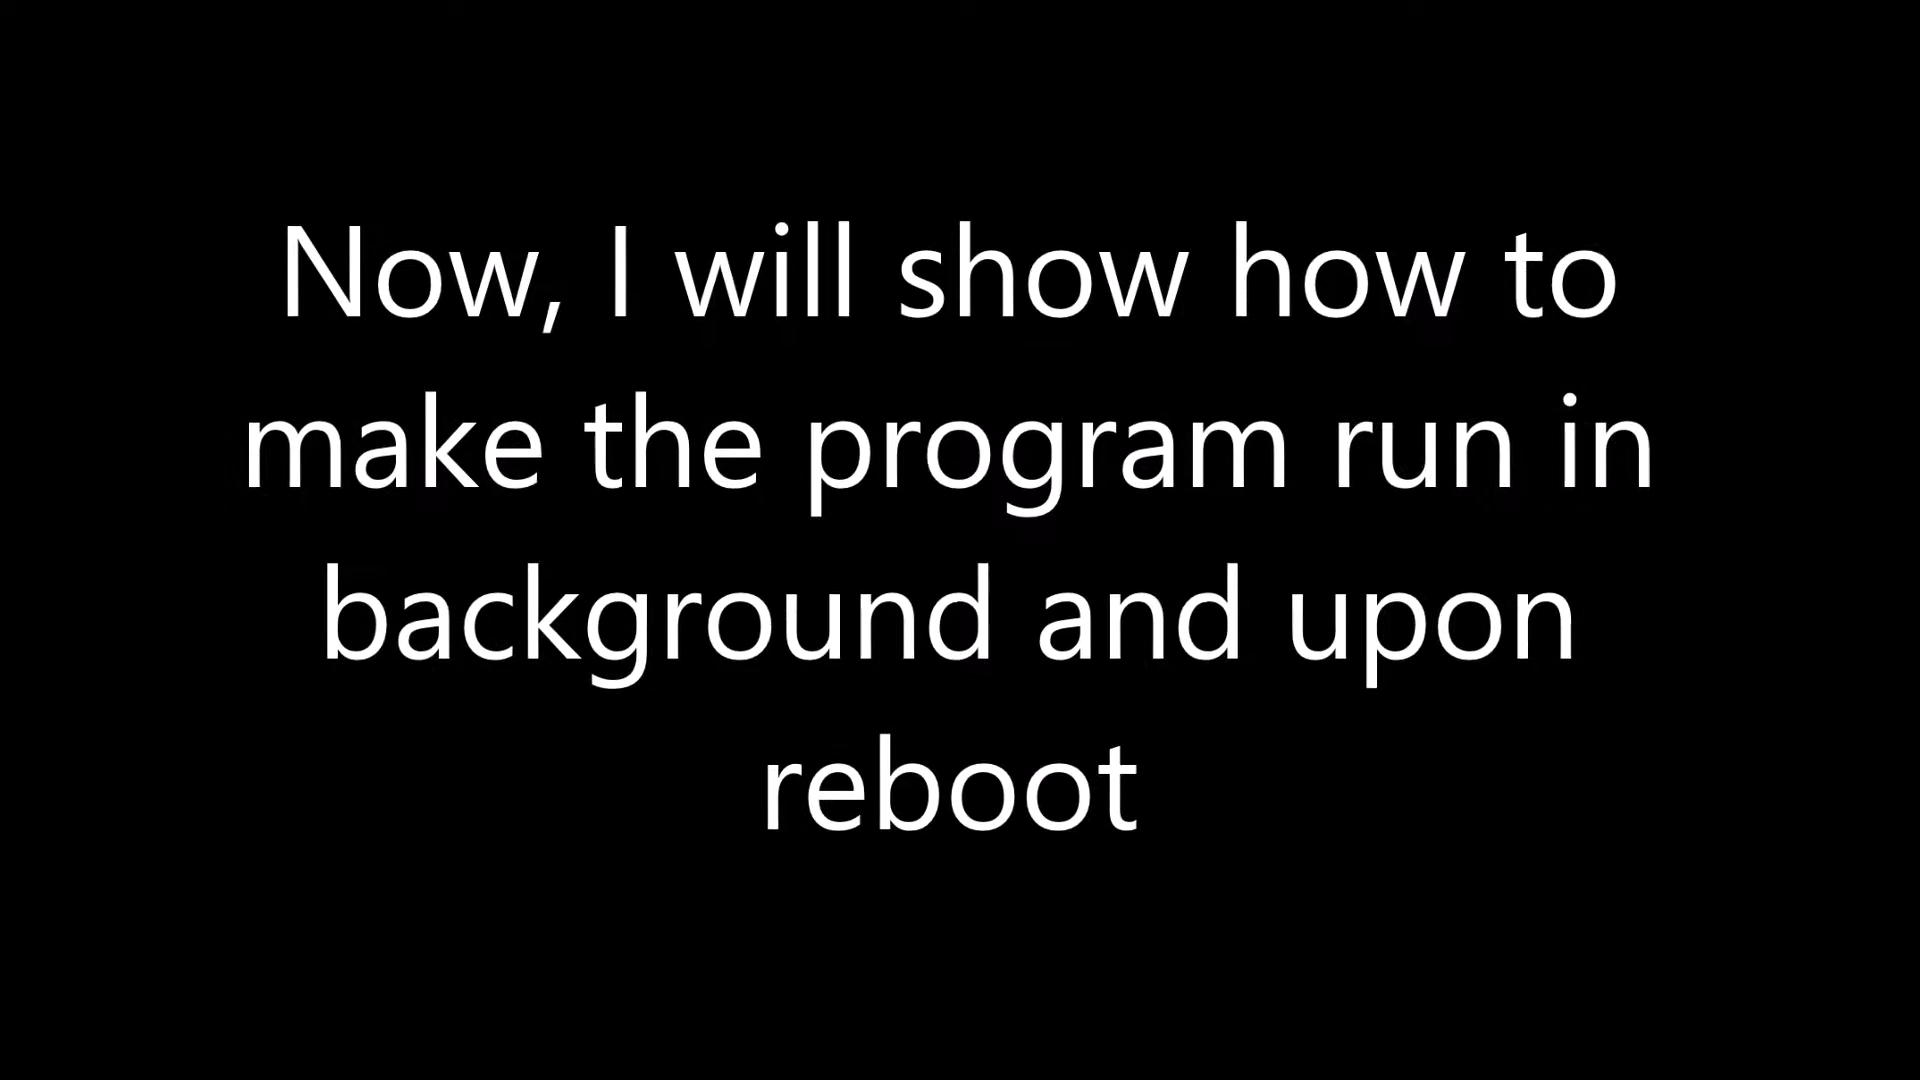 Now, I will show how to
make the program run in
background and upon
reboot